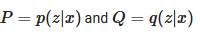 P = p(z|x) and Q = q(z|x)